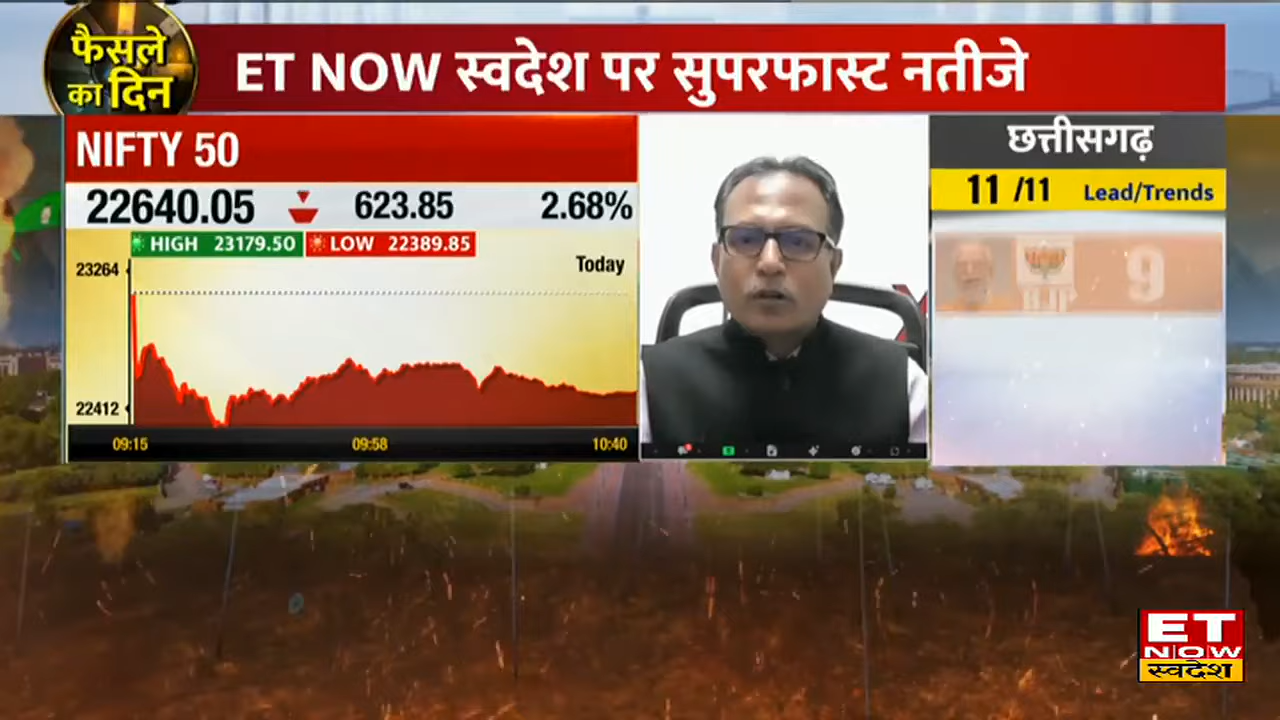 फैसले
का दिन
ET NOW स्वदेश पर सुपरफास्ट नतीजे
NIFTY 50
22640.05 623.85 2.68%
HIGH 23179.50 LOW 22389.85
Today
23264
22412
09:15 09:58 10:40
छत्तीसगढ़
11/11 Lead/Trends
9
ET
NOW
स्वदेश